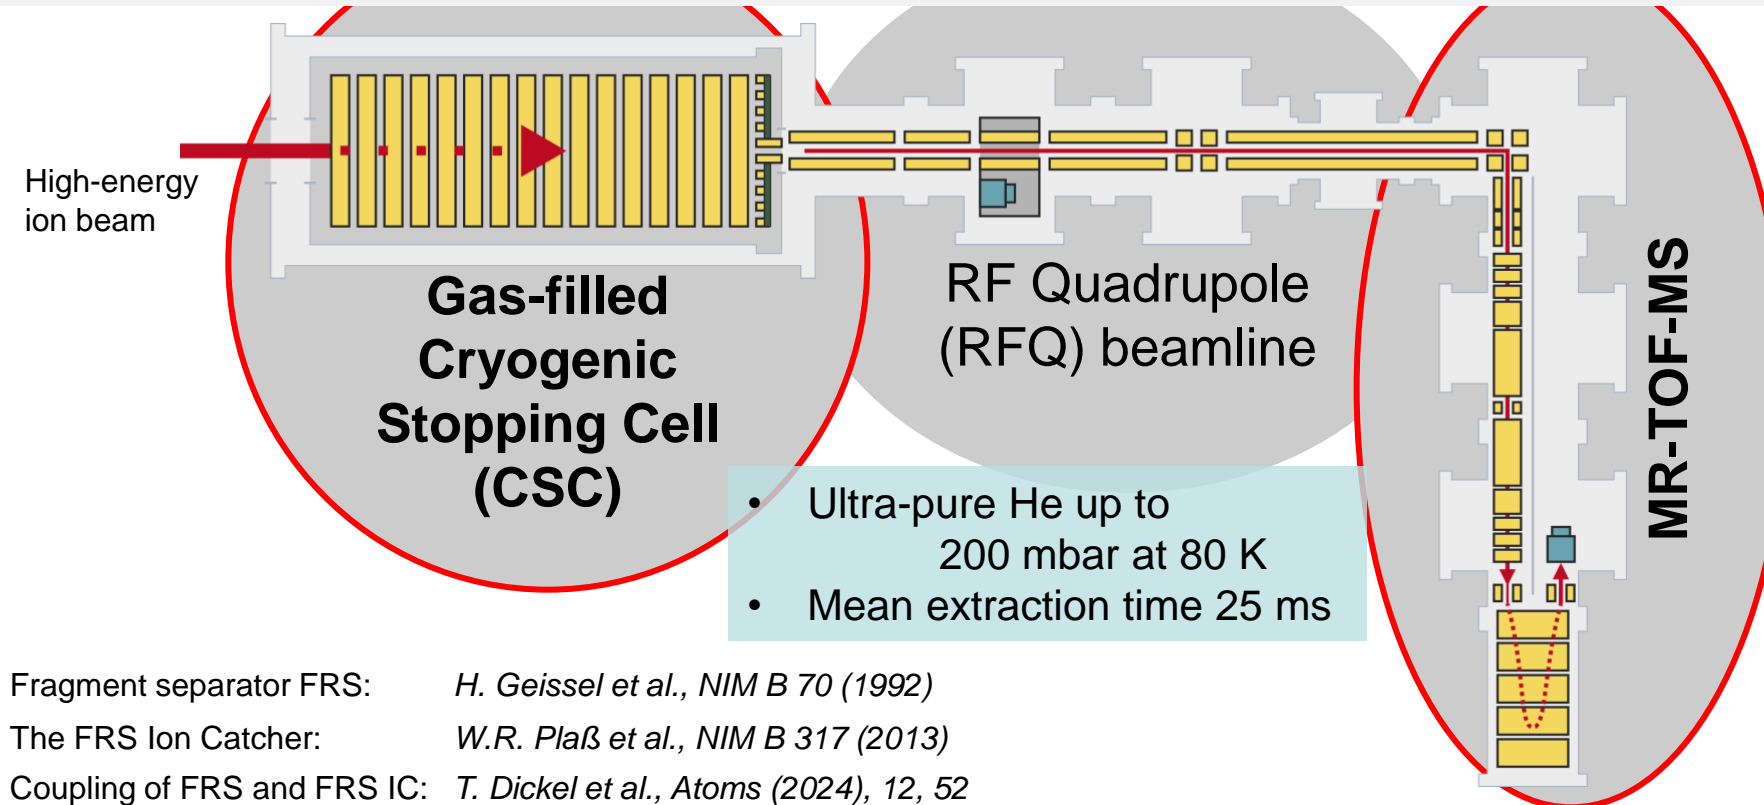 High-energy
ion beam
Gas-filled
Cryogenic
Stopping Cell
(CSC)
RF Quadrupole
(RFQ) beamline
MR-TOF-MS
• Ultra-pure He up to
200 mbar at 80 K
• Mean extraction time 25 ms
Fragment separator FRS: H. Geissel et al., NIM B 70 (1992)
The FRS Ion Catcher: W.R. Plaß et al., NIM B 317 (2013)
Coupling of FRS and FRS IC: T. Dickel et al., Atoms (2024), 12, 52